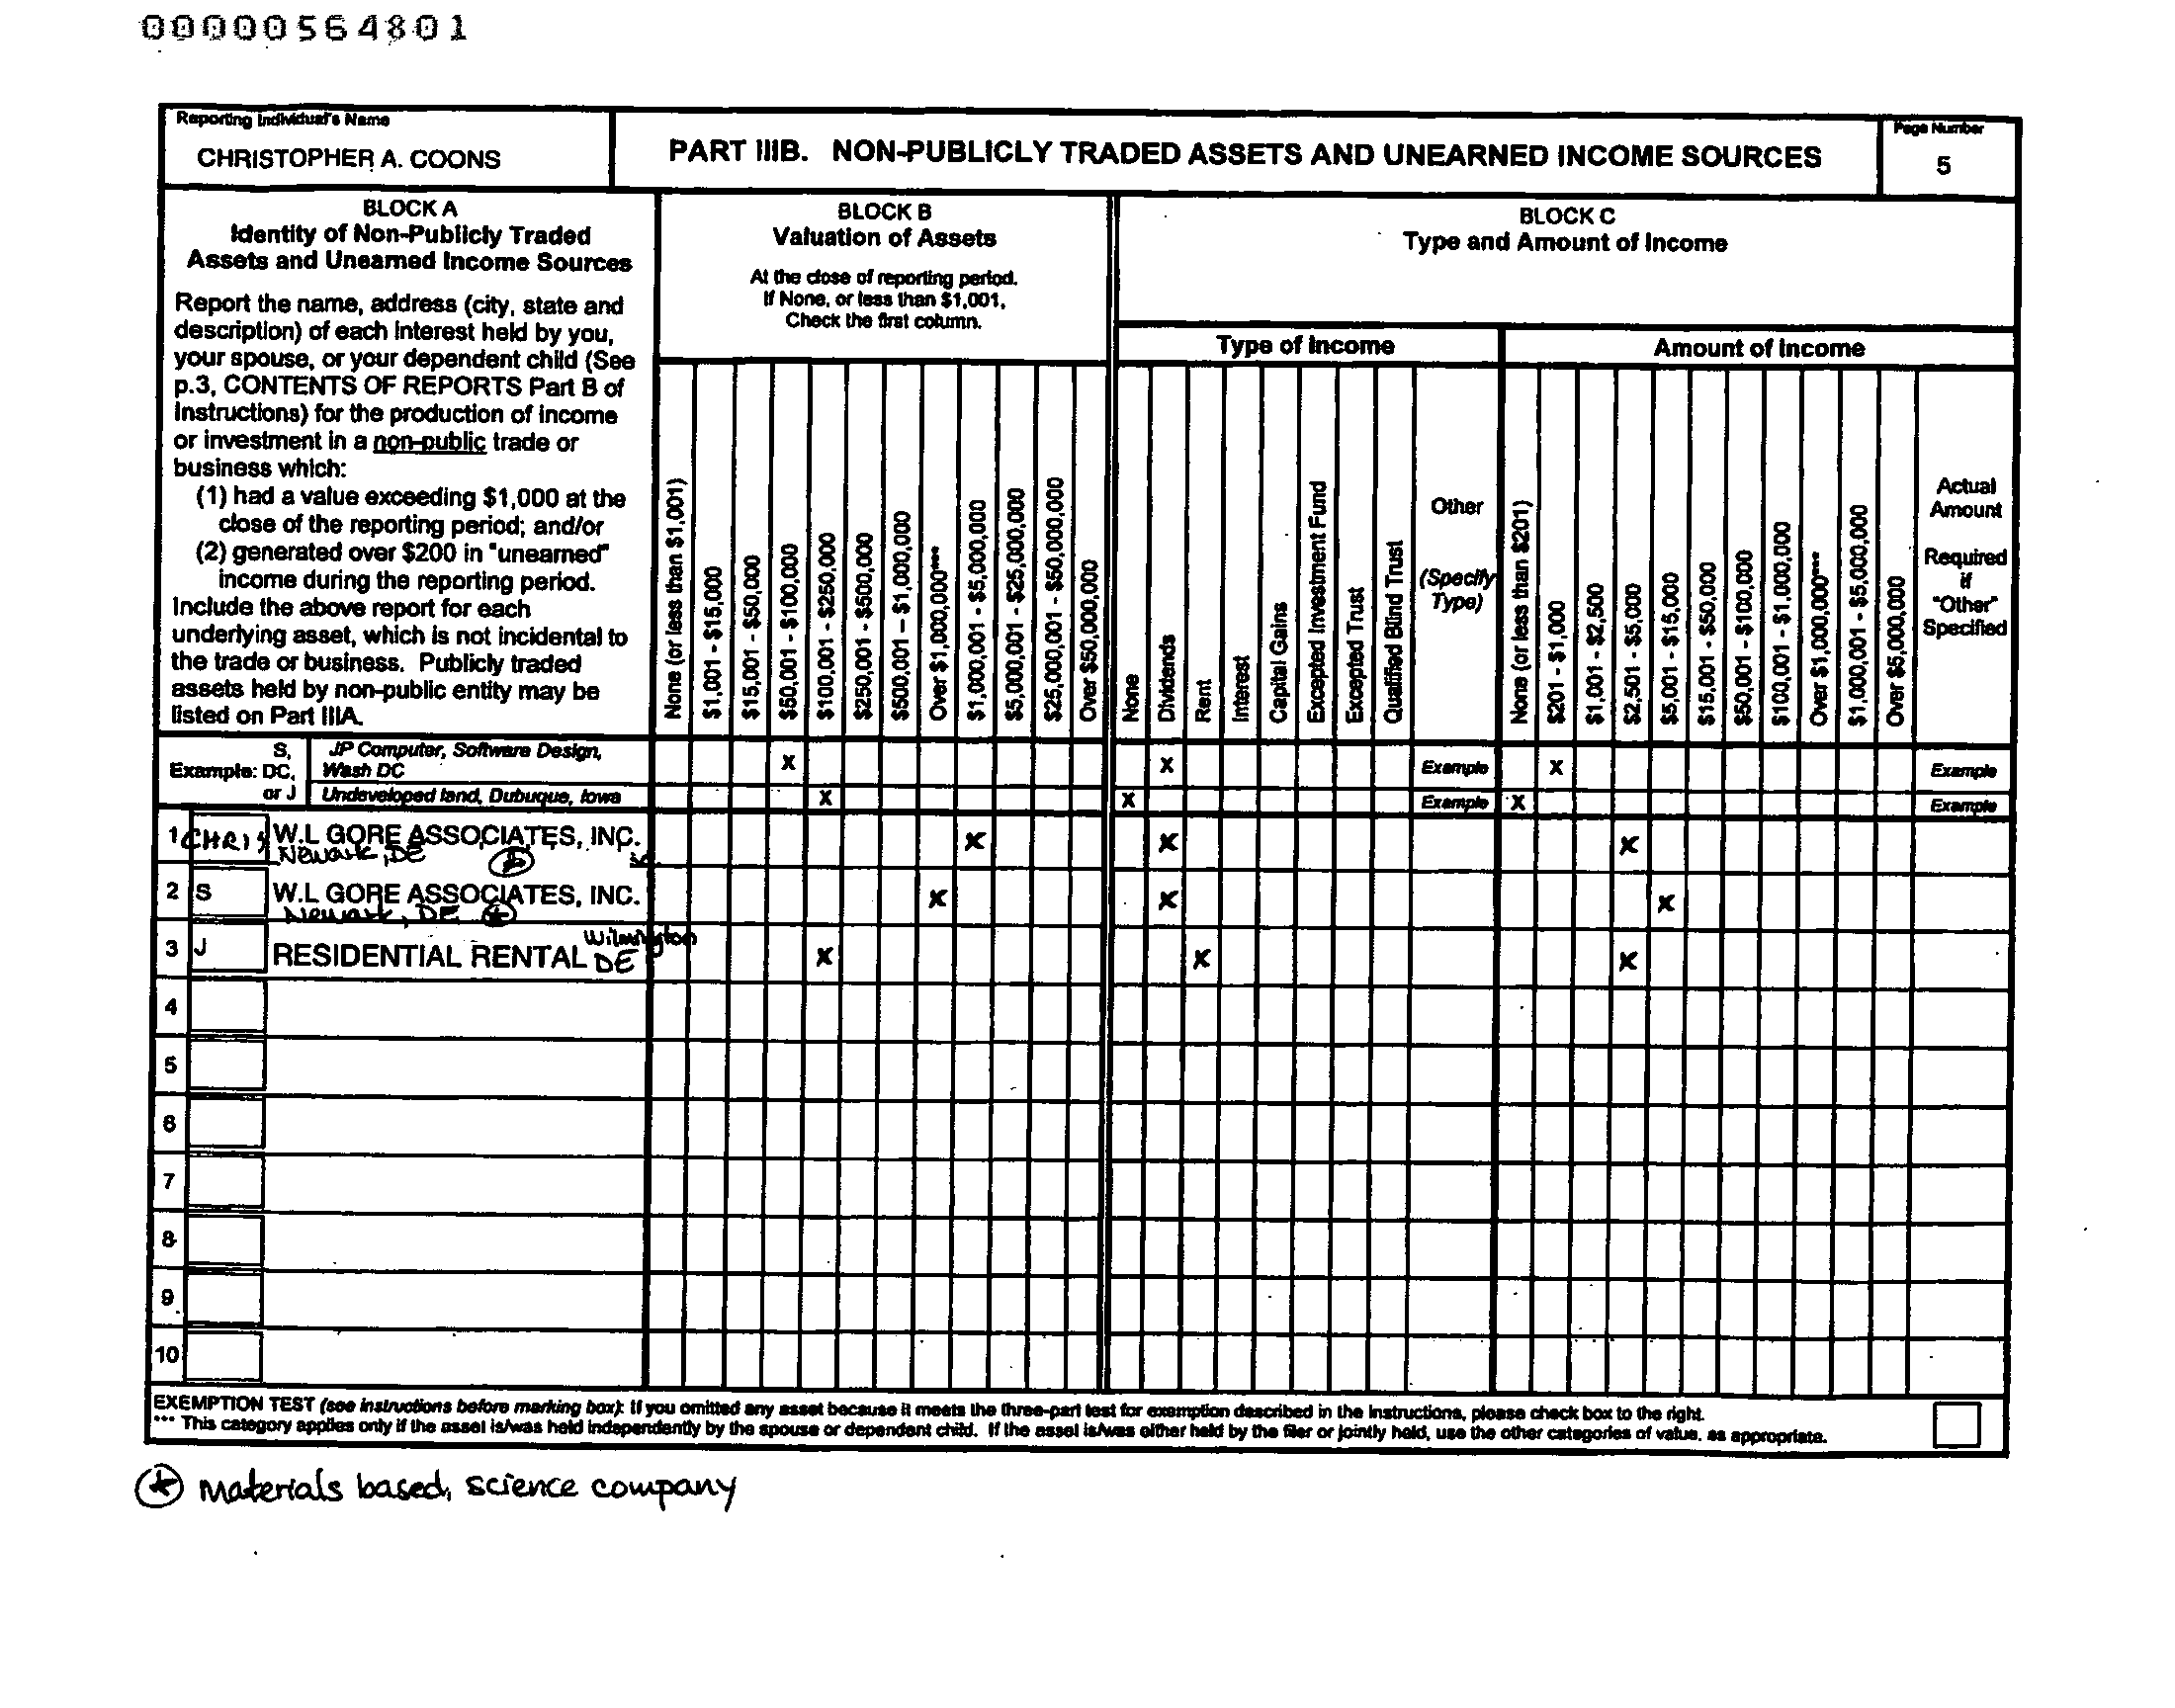 00000564801
Reporting Individual's Name
CHRISTOPHER A. COONS
PART IIIB. NON-PUBLICLY TRADED ASSETS AND UNEARNED INCOME SOURCES
Page Number
5
BLOCK A
Identity of Non-Publicly Traded
Assets and Unearned Income Sources
Report the name, address (city, state and
description) of each interest held by you,
your spouse, or your dependent child (See
p.3, CONTENTS OF REPORTS Part B of
Instructions) for the production of income
or investment in a non-public trade or
business which:
(1) had a value exceeding $1,000 at the
close of the reporting period; and/or
(2) generated over $200 in "unearned"
income during the reporting period.
Include the above report for each
underlying asset, which is not incidental to
the trade or business. Publicly traded
assets held by non-public entity may be
listed on Part IIIA.
BLOCK B
Valuation of Assets
At the close of reporting period.
If None, or less than $1,001,
Check the first column.
None (or less than $1,001)
$1,001 - $15,000
$15,001 - $50,000
$50,001 - $100,000
$100,001 - $250,000
$250,001 - $500,000
$500,001 – $1,000,000
Over $1,000,000***
$1,000,001 - $5,000,000
$5,000,001 - $25,000,000
$25,000,001 - $50,000,000
Over $50,000,000
BLOCK C
Type and Amount of Income
Type of Income
None
Dividends
Rent
Interest
Capital Gains
Excepted Investment Fund
Excepted Trust
Qualified Blind Trust
Other
(Specify
Type)
Amount of Income
None (or less than $201)
$201 - $1,000
$1,001 - $2,500
$2,501 - $5,000
$5,001 - $15,000
$15,001 - $50,000
$50,001 - $100,000
$100,001 - $1,000,000
Over $1,000,000***
$1,000,001 - $5,000,000
Over $5,000,000
Actual
Amount
Required
if
"Other"
Specified
Example: S, DC, or J
JP Computer, Software Design,
Wash DC X X Example X Example
Undeveloped land, Dubuque, Iowa X X Example X Example
1 CHRIS W.L GORE ASSOCIATES, INC. X X X
Newark, DE
2 S W.L GORE ASSOCIATES, INC. X X X
Newark, DE
3 J RESIDENTIAL RENTAL Wilmington DE X X X
4
5
6
7
8
9
10
EXEMPTION TEST (see instructions before marking box): If you omitted any asset because it meets the three-part test for exemption described in the instructions, please check box to the right.
*** This category applies only if the asset is/was held independently by the spouse or dependent child. If the asset is/was either held by the filer or jointly held, use the other categories of value, as appropriate.
* Materials based, science company